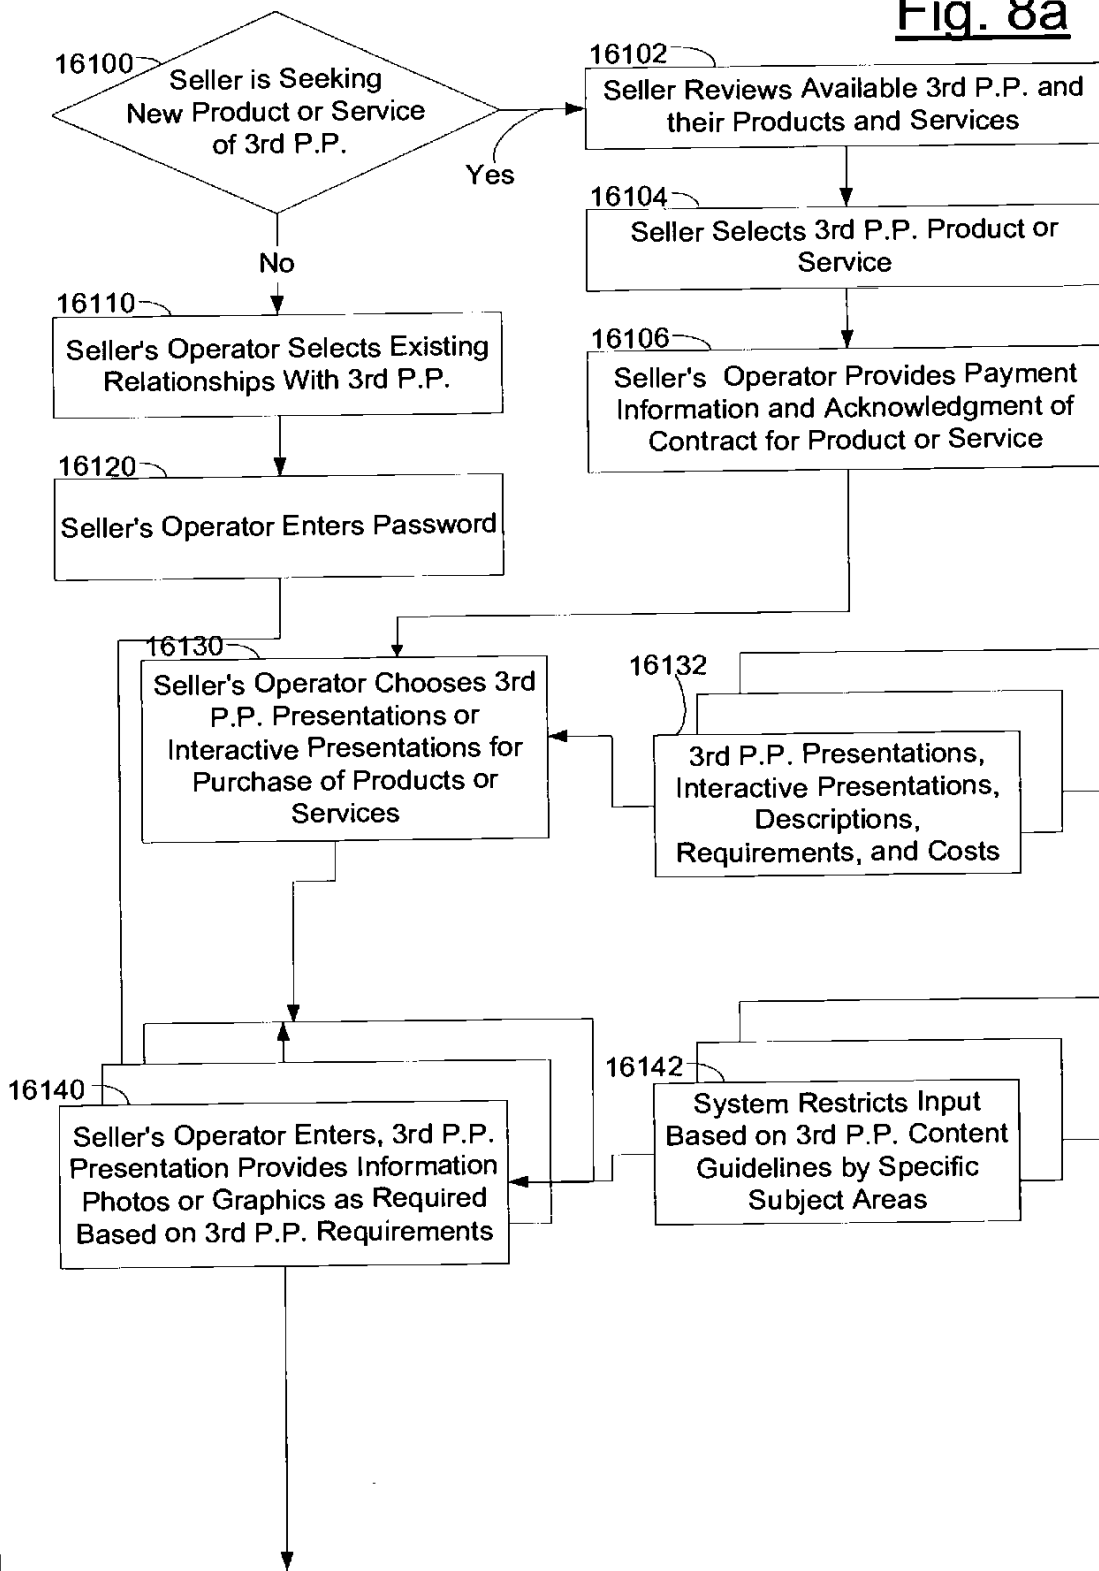 Fig. 8a
16100
Seller is Seeking
New Product or Service
of 3rd P.P.
Yes
No
16102
Seller Reviews Available 3rd P.P. and
their Products and Services
16104
Seller Selects 3rd P.P. Product or
Service
16106
Seller's Operator Provides Payment
Information and Acknowledgment of
Contract for Product or Service
16110
Seller's Operator Selects Existing
Relationships With 3rd P.P.
16120
Seller's Operator Enters Password
16130
Seller's Operator Chooses 3rd
P.P. Presentations or
Interactive Presentations for
Purchase of Products or
Services
16132
3rd P.P. Presentations,
Interactive Presentations,
Descriptions,
Requirements, and Costs
16140
Seller's Operator Enters, 3rd P.P.
Presentation Provides Information
Photos or Graphics as Required
Based on 3rd P.P. Requirements
16142
System Restricts Input
Based on 3rd P.P. Content
Guidelines by Specific
Subject Areas